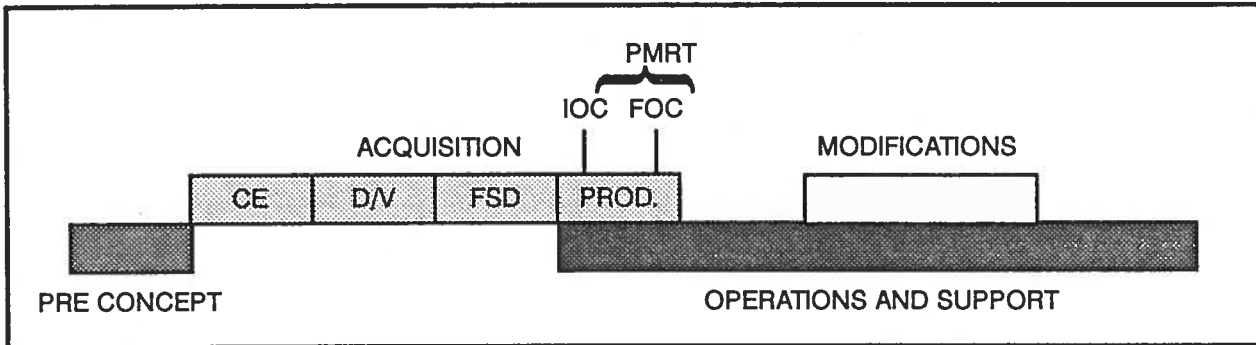 PMRT
IOC FOC
ACQUISITION
MODIFICATIONS
CE
D/V
FSD
PROD.
PRE CONCEPT
OPERATIONS AND SUPPORT